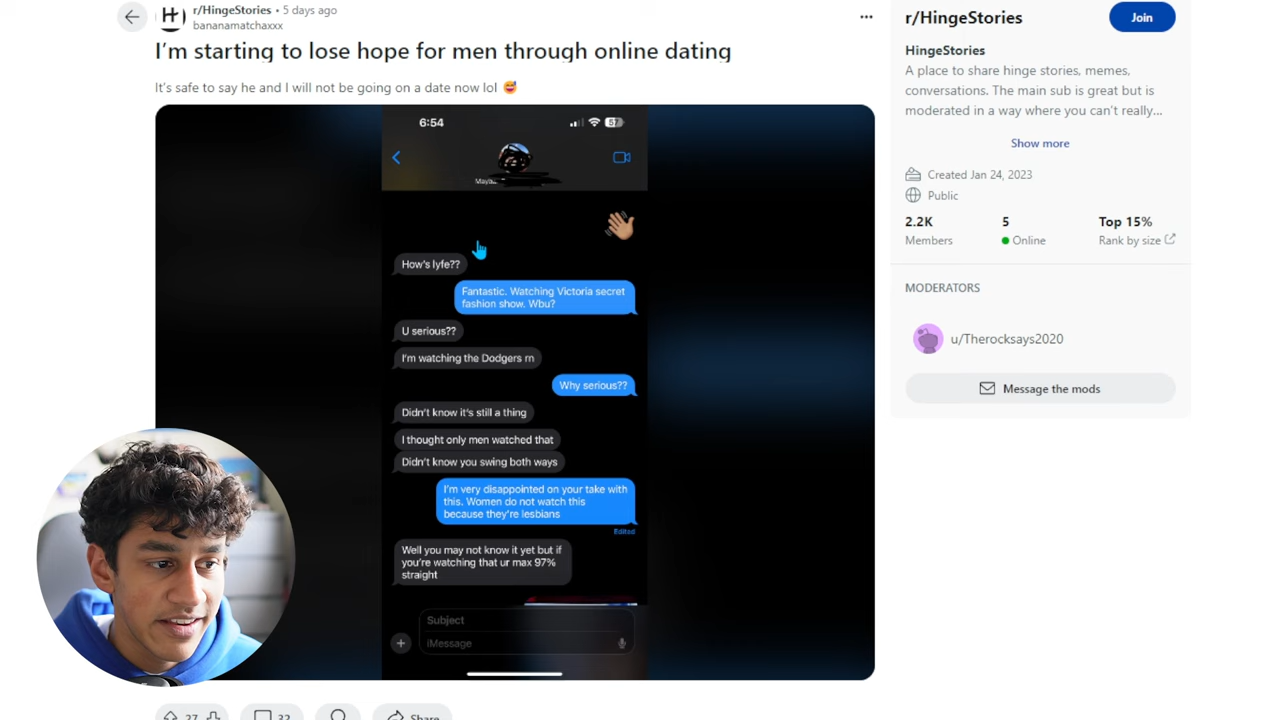 r/HingeStories • 5 days ago
bananamatchaxxx
I'm starting to lose hope for men through online dating
It's safe to say he and I will not be going on a date now lol 😅
6:54
57
Maya
How's lyfe??
Fantastic. Watching Victoria secret
fashion show. Wbu?
U serious??
I'm watching the Dodgers rn
Why serious??
Didn't know it's still a thing
I thought only men watched that
Didn't know you swing both ways
I'm very disappointed on your take with
this. Women do not watch this
because they're lesbians
Edited
Well you may not know it yet but if
you're watching that ur max 97%
straight
Subject
iMessage
27
32
Share
r/HingeStories
Join
HingeStories
A place to share hinge stories, memes,
conversations. The main sub is great but is
moderated in a way where you can't really...
Show more
Created Jan 24, 2023
Public
2.2K
5
Top 15%
Members
Online
Rank by size
MODERATORS
u/Therocksays2020
Message the mods